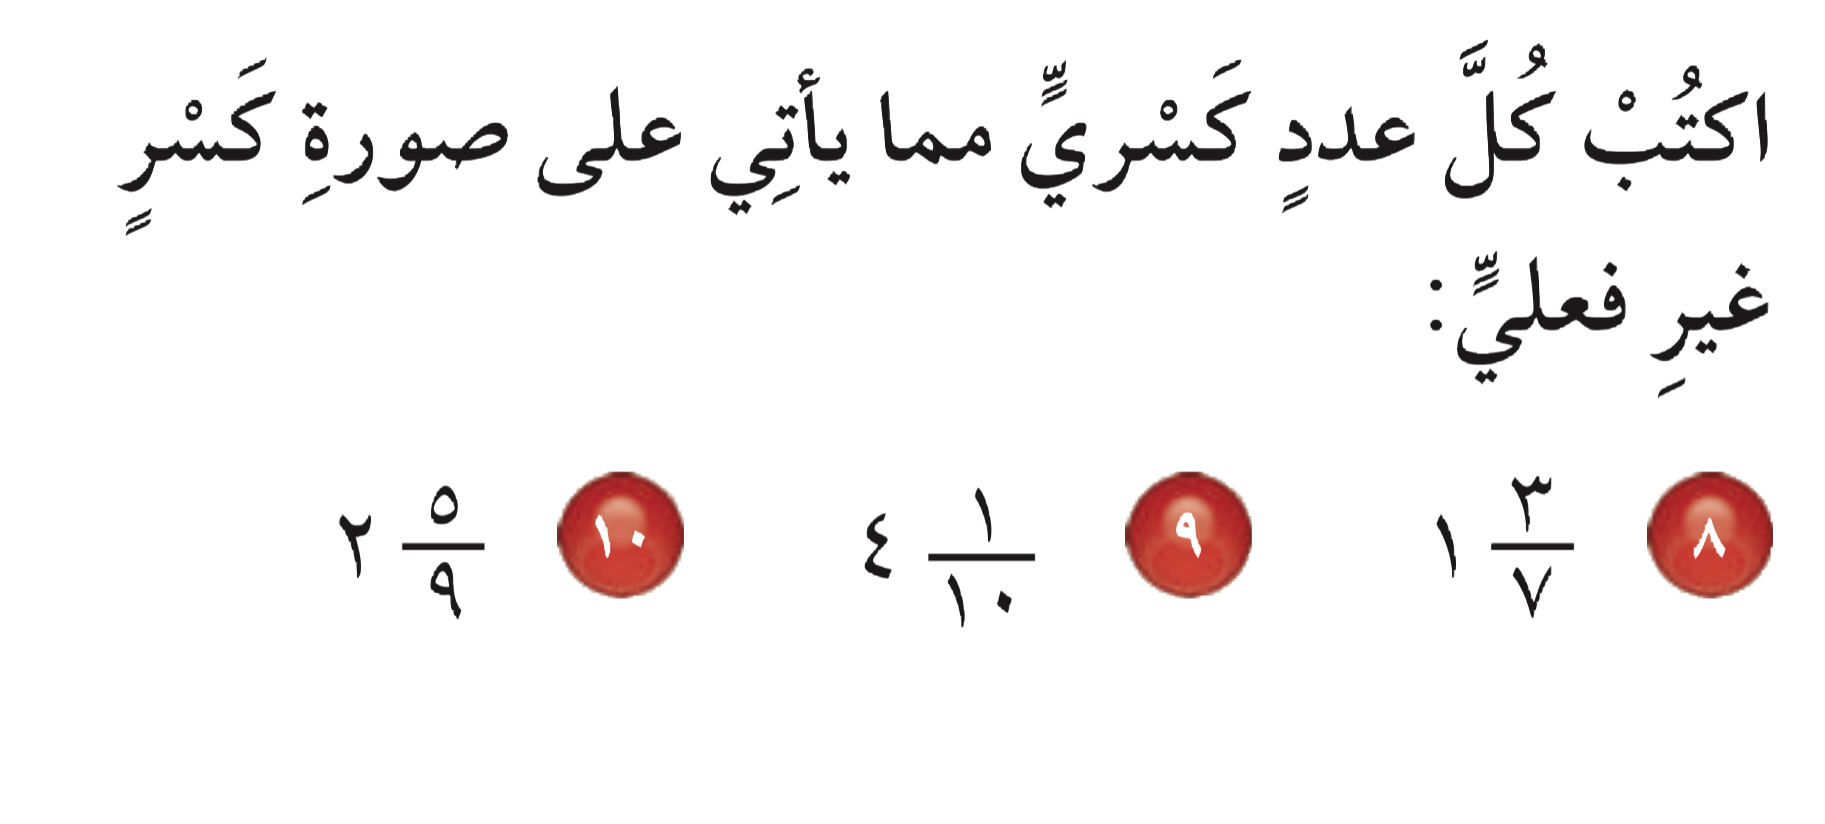 اكتُبْ كُلَّ عددٍ كَسْريٍّ مما يأتِي على صورةِ كَسْرٍ
غيرِ فعليٍّ :
٨ ٣/٧ ١ ٩ ١/١٠ ٤ ١٠ ٥/٩ ٢